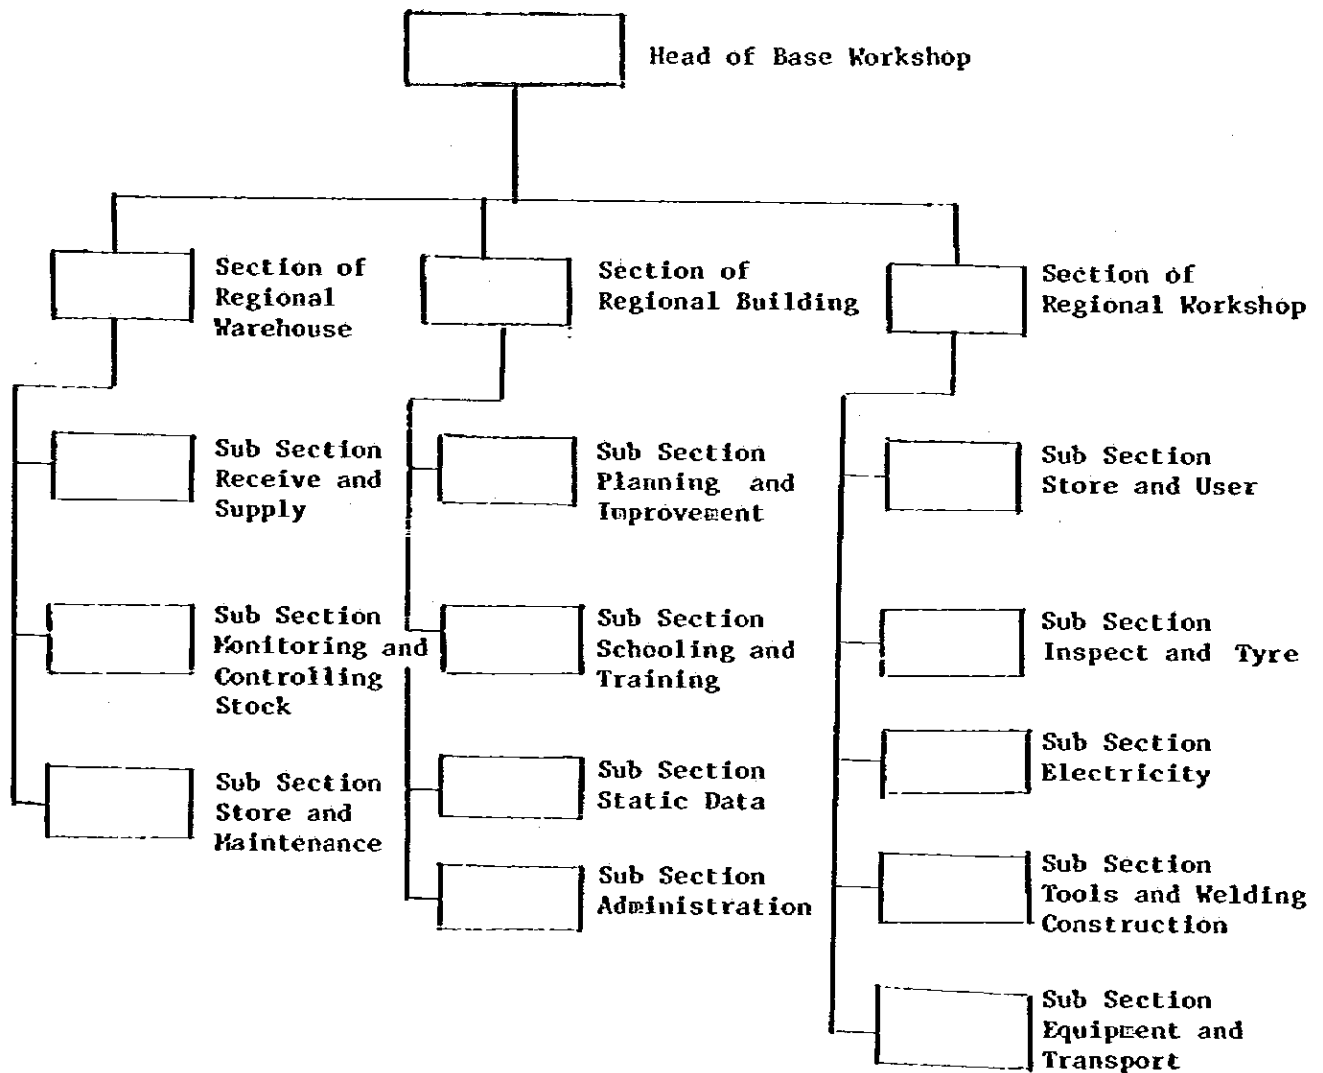 Head of Base Workshop
Section of
Regional
Warehouse
Section of
Regional Building
Section of
Regional Workshop
Sub Section
Receive and
Supply
Sub Section
Planning and
Improvement
Sub Section
Store and User
Sub Section
Monitoring and
Controlling
Stock
Sub Section
Schooling and
Training
Sub Section
Inspect and Tyre
Sub Section
Store and
Maintenance
Sub Section
Static Data
Sub Section
Electricity
Sub Section
Administration
Sub Section
Tools and Welding
Construction
Sub Section
Equipment and
Transport